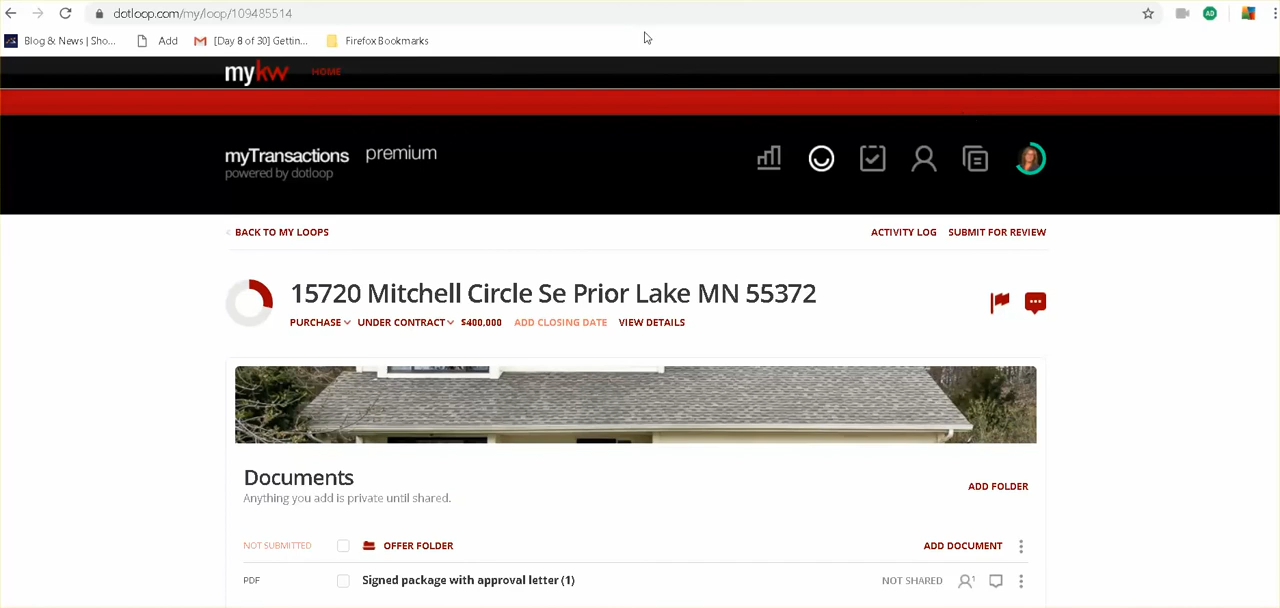 dotloop.com/my/loop/109485514
AD
Blog & News | Sho... Add [Day 8 of 30] Gettin... Firefox Bookmarks
mykw HOME
myTransactions premium
powered by dotloop
BACK TO MY LOOPS ACTIVITY LOG SUBMIT FOR REVIEW
15720 Mitchell Circle Se Prior Lake MN 55372
PURCHASE UNDER CONTRACT $400,000 ADD CLOSING DATE VIEW DETAILS
Documents
Anything you add is private until shared.
ADD FOLDER
NOT SUBMITTED OFFER FOLDER ADD DOCUMENT
PDF Signed package with approval letter (1) NOT SHARED 1